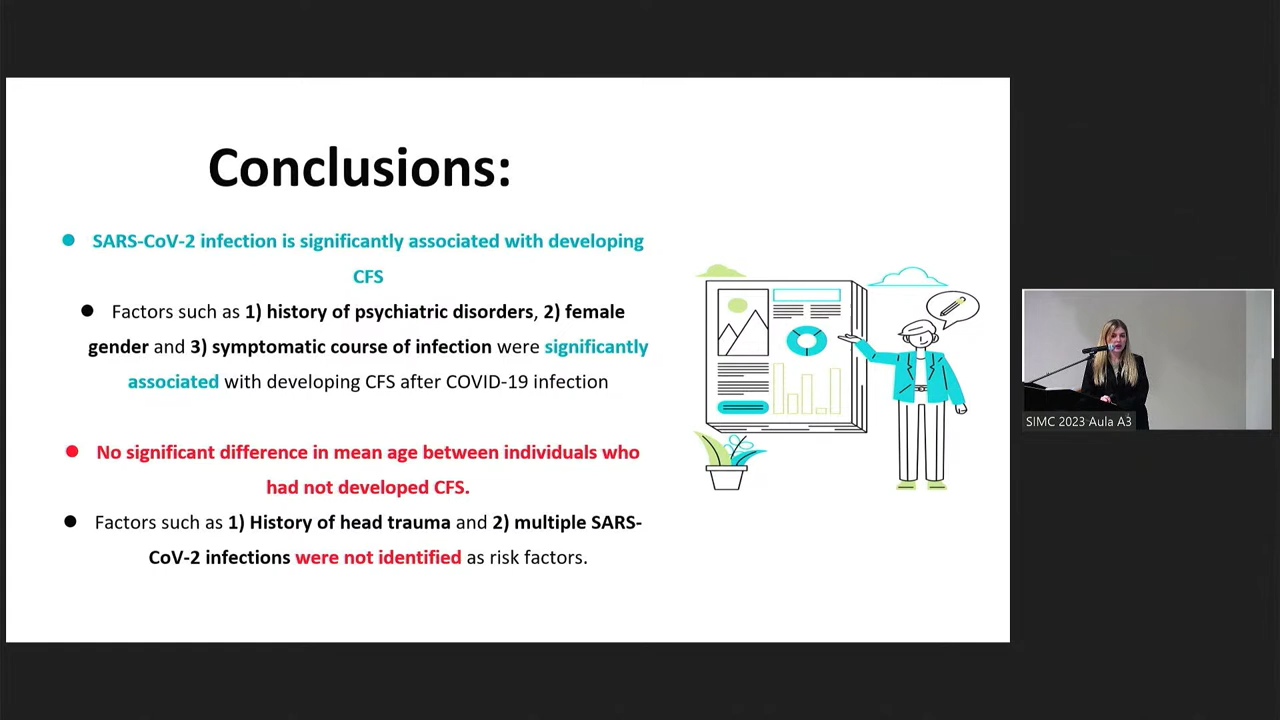 Conclusions:
SARS-CoV-2 infection is significantly associated with developing
CFS
Factors such as 1) history of psychiatric disorders, 2) female
gender and 3) symptomatic course of infection were significantly
associated with developing CFS after COVID-19 infection
No significant difference in mean age between individuals who
had not developed CFS.
Factors such as 1) History of head trauma and 2) multiple SARS-
CoV-2 infections were not identified as risk factors.
SIMC 2023 Aula A3